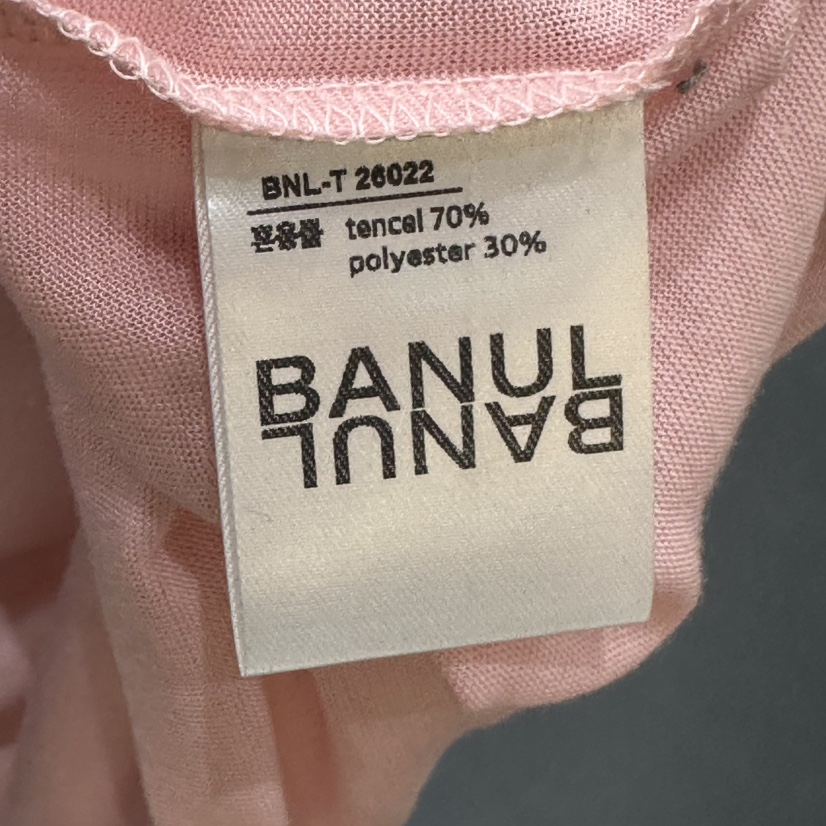 BNL-T 26022
혼용률 tencel 70%
polyester 30%
BANUL
BANUL